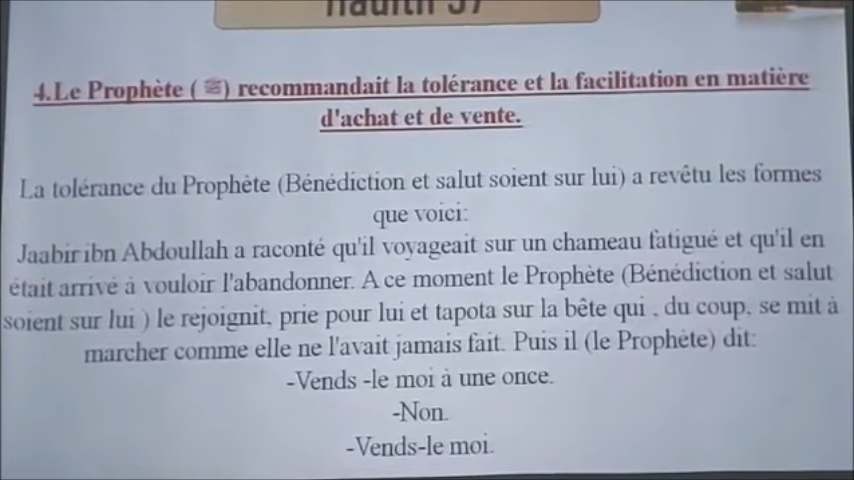 Hadith 37
4.Le Prophète ( ﷺ) recommandait la tolérance et la facilitation en matière
d'achat et de vente.
La tolérance du Prophète (Bénédiction et salut soient sur lui) a revêtu les formes
que voici:
Jaabir ibn Abdoullah a raconté qu'il voyageait sur un chameau fatigué et qu'il en
était arrivé à vouloir l'abandonner. A ce moment le Prophète (Bénédiction et salut
soient sur lui ) le rejoignit, prie pour lui et tapota sur la bête qui , du coup, se mit à
marcher comme elle ne l'avait jamais fait. Puis il (le Prophète) dit:
-Vends -le moi à une once.
-Non.
-Vends-le moi.